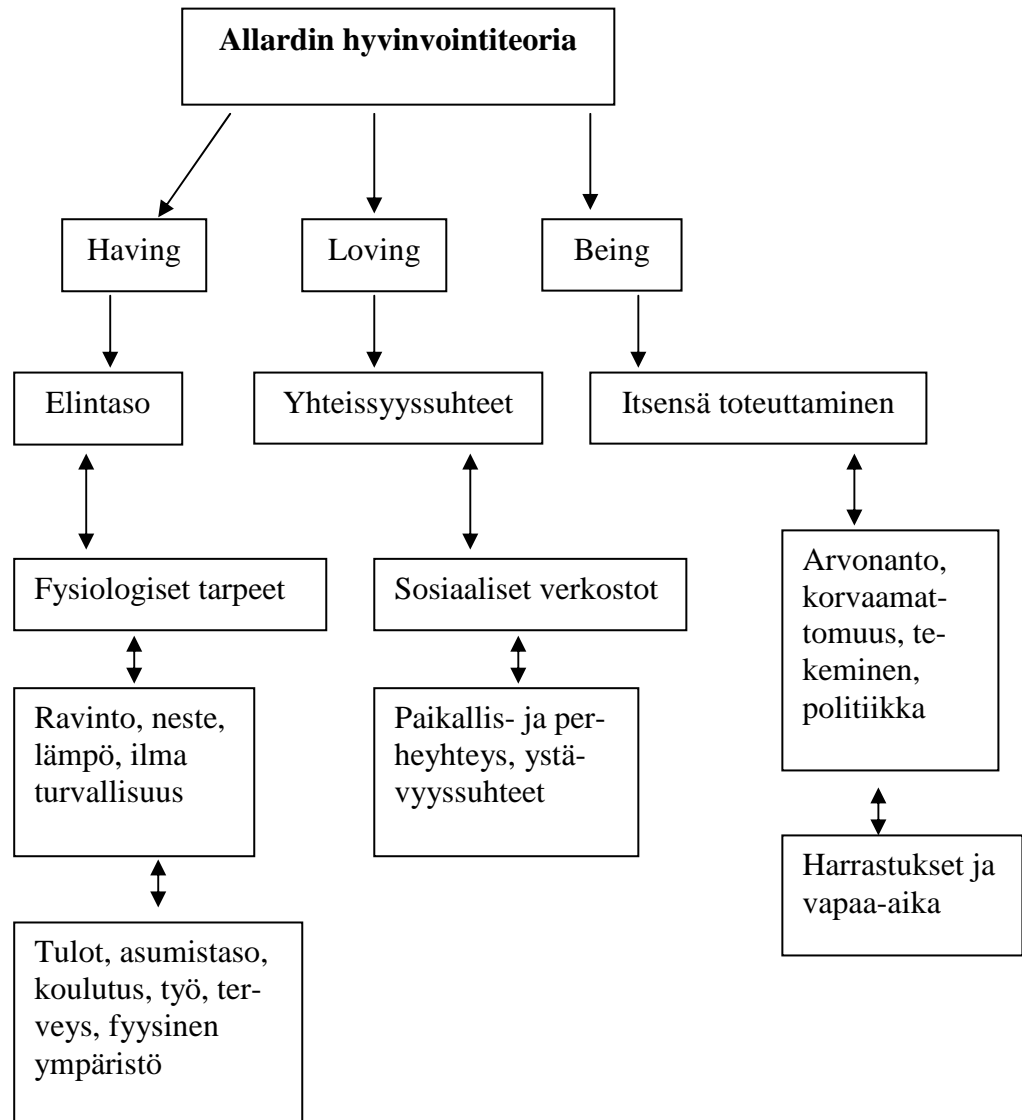 Allardin hyvinvointiteoria
Having
Loving
Being
Elintaso
Yhteissyyssuhteet
Itsensä toteuttaminen
Fysiologiset tarpeet
Sosiaaliset verkostot
Arvonanto,
korvaamat-
tomuus, te-
keminen,
politiikka
Ravinto, neste,
lämpö, ilma
turvallisuus
Paikallis- ja per-
heyhteys, ystä-
vyyssuhteet
Harrastukset ja
vapaa-aika
Tulot, asumistaso,
koulutus, työ, ter-
veys, fyysinen
ympäristö